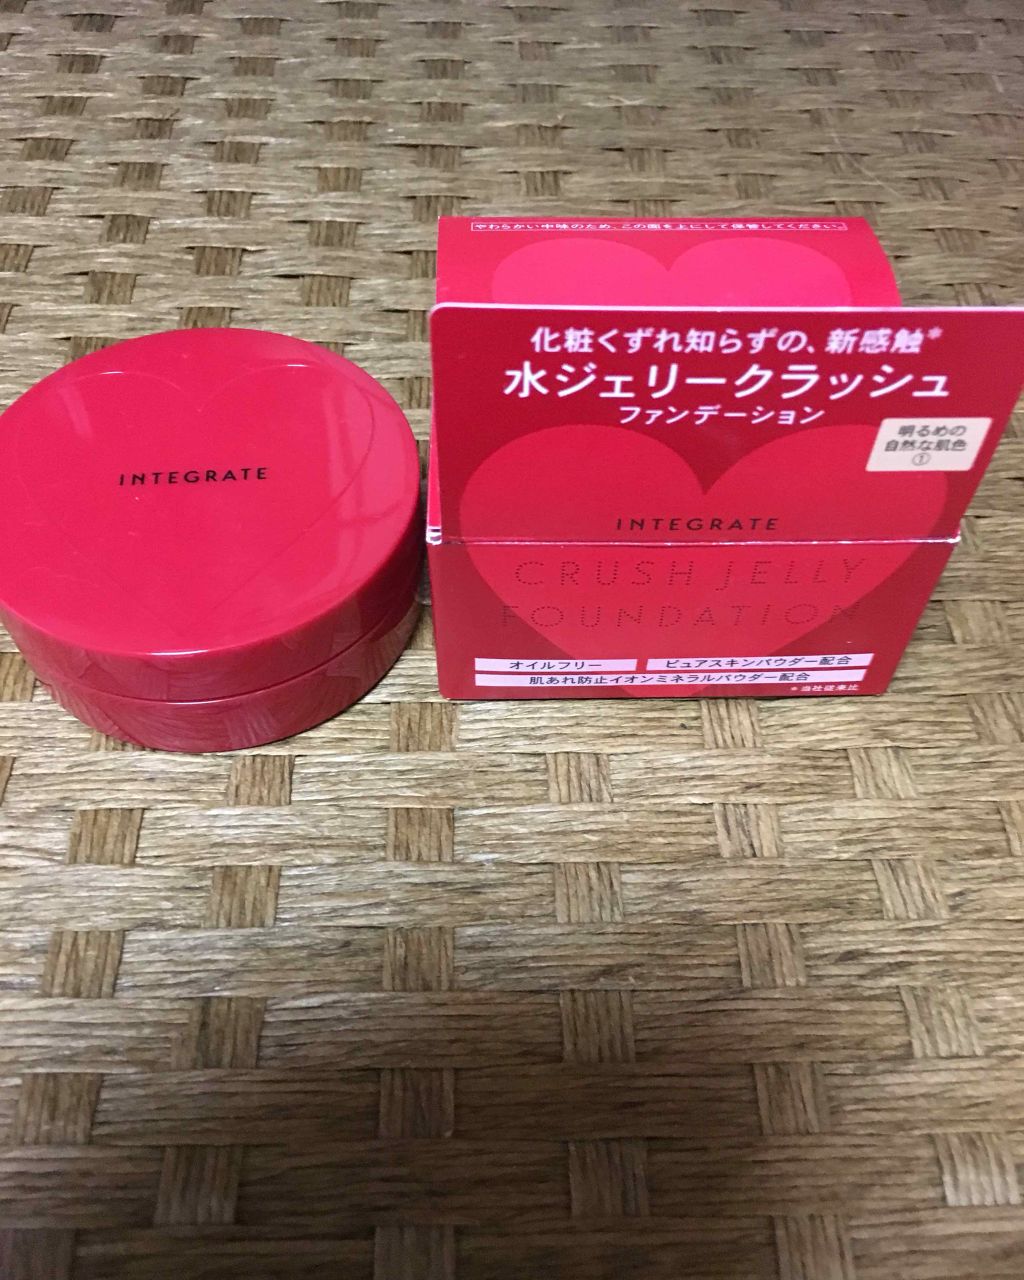 INTEGRATE
やわらかい中味のため、この面を上にして保管してください。
化粧くずれ知らずの、新感触*
水ジェリークラッシュ
ファンデーション
明るめの
自然な肌色
①
INTEGRATE
CRUSH JELLY
FOUNDATION
オイルフリー
ピュアスキンパウダー配合
肌あれ防止イオンミネラルパウダー配合
*当社従来比